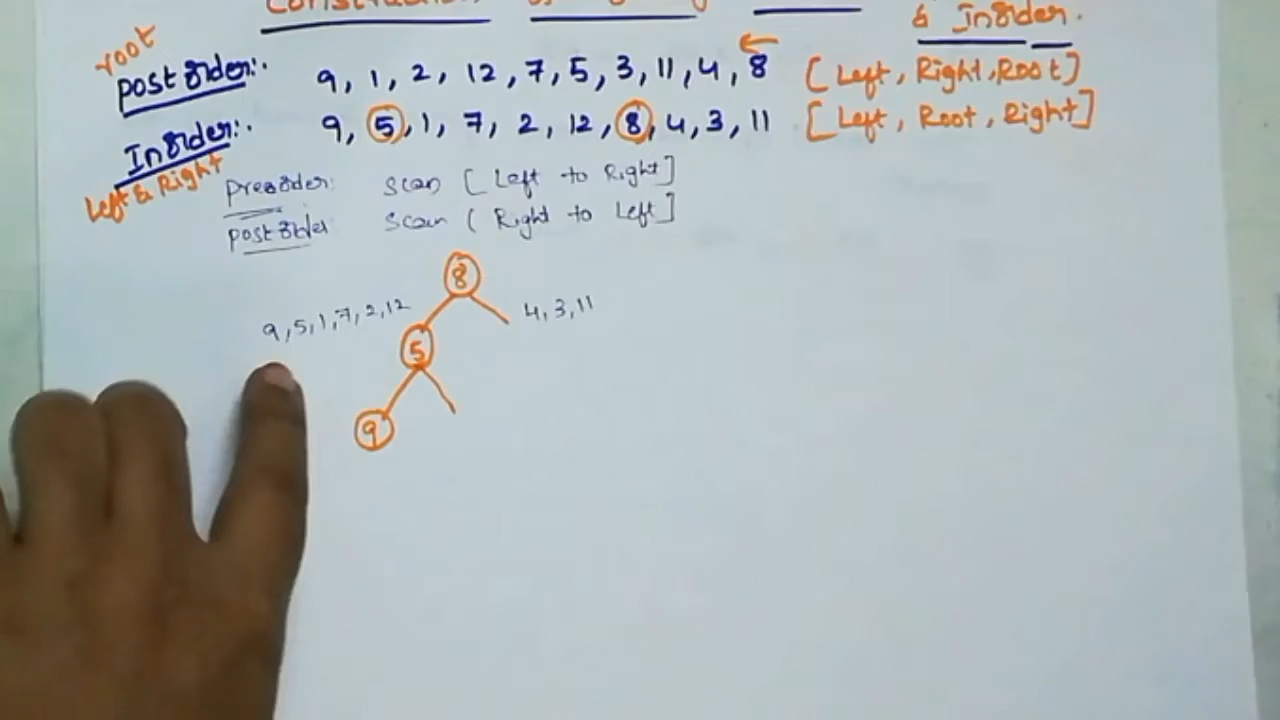 & Inorder.
root
postorder:. 9, 1, 2, 12, 7, 5, 3, 11, 4, 8 [Left, Right, Root]
Inorder:. 9, 5, 1, 7, 2, 12, 8, 4, 3, 11 [Left, Root, Right]
Left & Right
preorder: scan [Left to Right]
postorder scan (Right to Left]
8
9, 5, 1, 7, 2, 12 4, 3, 11
5
9